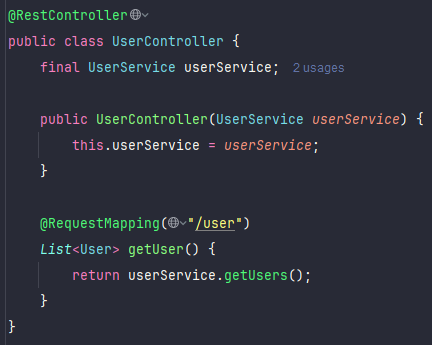 @RestController
public class UserController {
    final UserService userService; 2 usages

    public UserController(UserService userService) {
        this.userService = userService;
    }

    @RequestMapping("/user")
    List<User> getUser() {
        return userService.getUsers();
    }
}